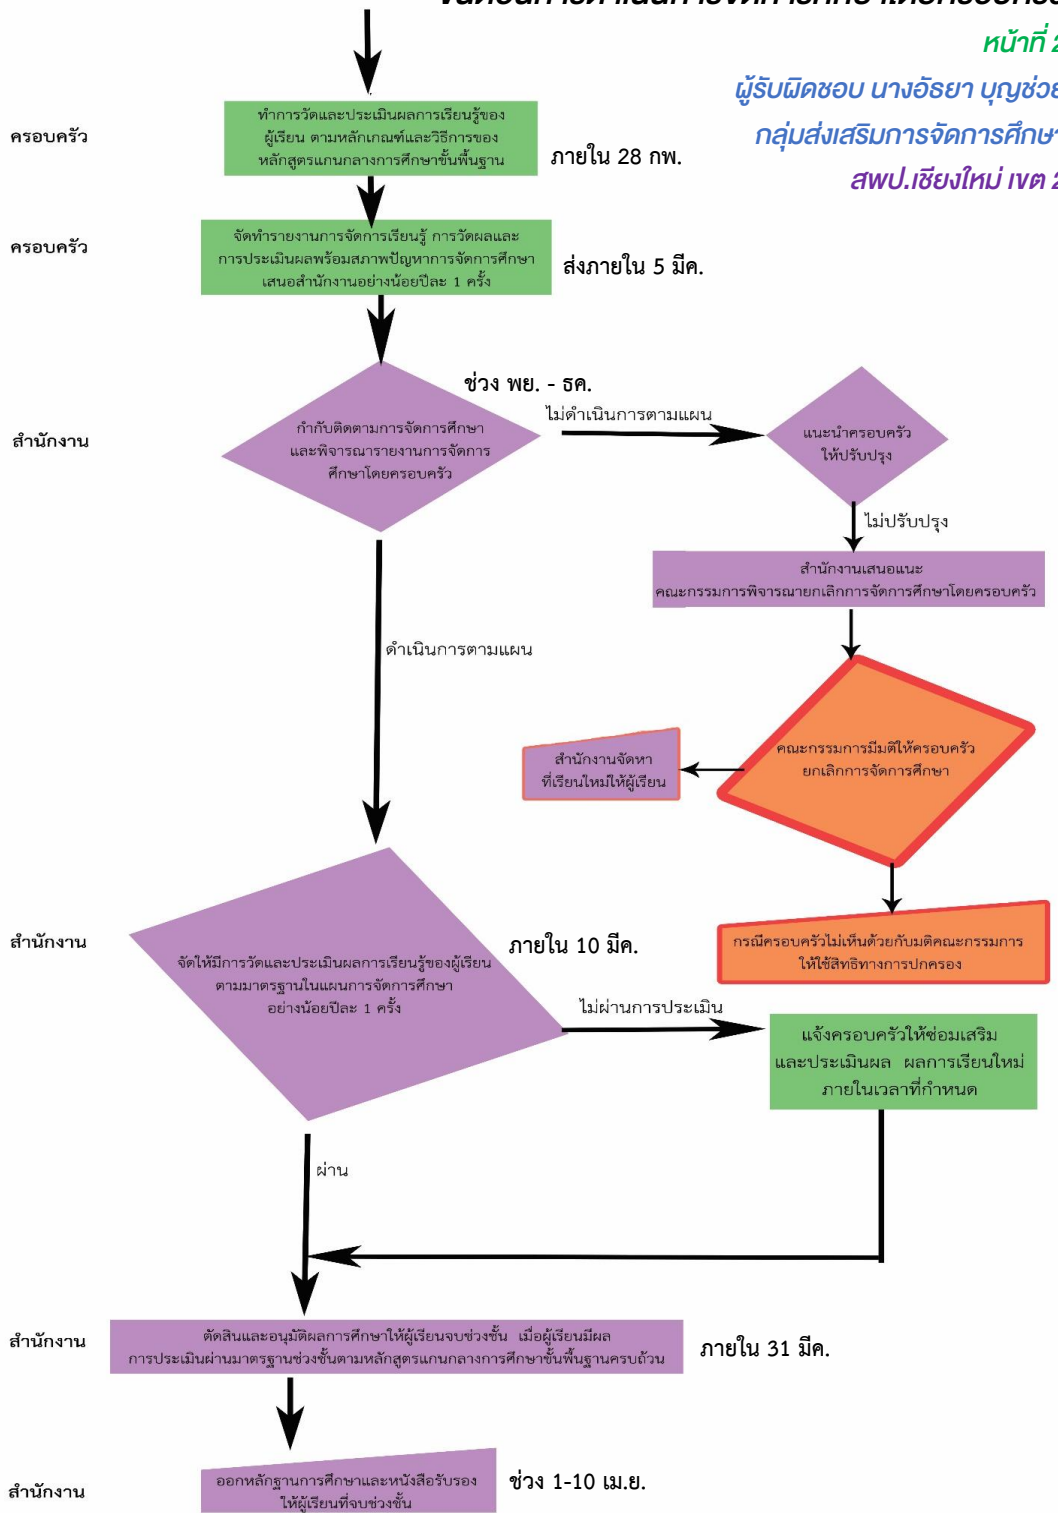 หน้าที่ 2
ผู้รับผิดชอบ นางอัธยา บุญช่วย
กลุ่มส่งเสริมการจัดการศึกษา
สพป.เชียงใหม่ เขต 2
ครอบครัว
ทำการวัดและประเมินผลการเรียนรู้ของ
ผู้เรียน ตามหลักเกณฑ์และวิธีการของ
หลักสูตรแกนกลางการศึกษาขั้นพื้นฐาน
ภายใน 28 กพ.
ครอบครัว
จัดทำรายงานการจัดการเรียนรู้ การวัดผลและ
การประเมินผลพร้อมสภาพปัญหาการจัดการศึกษา
เสนอสำนักงานอย่างน้อยปีละ 1 ครั้ง
ส่งภายใน 5 มีค.
ช่วง พย. - ธค.
สำนักงาน
กำกับติดตามการจัดการศึกษา
และพิจารณารายงานการจัดการ
ศึกษาโดยครอบครัว
ไม่ดำเนินการตามแผน
แนะนำครอบครัว
ให้ปรับปรุง
ไม่ปรับปรุง
สำนักงานเสนอแนะ
คณะกรรมการพิจารณายกเลิกการจัดการศึกษาโดยครอบครัว
ดำเนินการตามแผน
คณะกรรมการมีมติให้ครอบครัว
ยกเลิกการจัดการศึกษา
สำนักงานจัดหา
ที่เรียนใหม่ให้ผู้เรียน
กรณีครอบครัวไม่เห็นด้วยกับมติคณะกรรมการ
ให้ใช้สิทธิทางการปกครอง
สำนักงาน
จัดให้มีการวัดและประเมินผลการเรียนรู้ของผู้เรียน
ตามมาตรฐานในแผนการจัดการศึกษา
อย่างน้อยปีละ 1 ครั้ง
ภายใน 10 มีค.
ไม่ผ่านการประเมิน
แจ้งครอบครัวให้ซ่อมเสริม
และประเมินผล ผลการเรียนใหม่
ภายในเวลาที่กำหนด
ผ่าน
สำนักงาน
ตัดสินและอนุมัติผลการศึกษาให้ผู้เรียนจบช่วงชั้น เมื่อผู้เรียนมีผล
การประเมินผ่านมาตรฐานช่วงชั้นตามหลักสูตรแกนกลางการศึกษาขั้นพื้นฐานครบถ้วน
ภายใน 31 มีค.
สำนักงาน
ออกหลักฐานการศึกษาและหนังสือรับรอง
ให้ผู้เรียนที่จบช่วงชั้น
ช่วง 1-10 เม.ย.